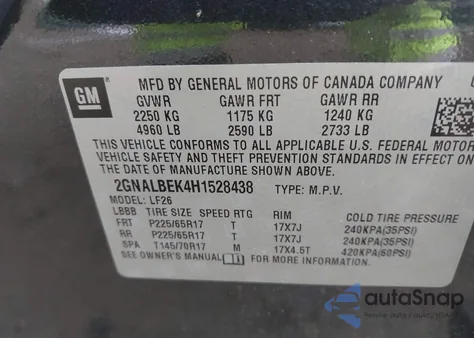 GM
MFD BY GENERAL MOTORS OF CANADA COMPANY
GVWR GAWR FRT GAWR RR
2250 KG 1175 KG 1240 KG
4960 LB 2590 LB 2733 LB
THIS VEHICLE CONFORMS TO ALL APPLICABLE U.S. FEDERAL MOTOR
VEHICLE SAFETY AND THEFT PREVENTION STANDARDS IN EFFECT ON
THE DATE OF MANUFACTURE SHOWN ABOVE.
2GNALBEK4H1528438 TYPE: M.P.V.
MODEL: LF26
LBBB TIRE SIZE SPEED RTG RIM COLD TIRE PRESSURE
FRT P225/65R17 T 17X7J 240KPA(35PSI)
RR P225/65R17 T 17X7J 240KPA(35PSI)
SPA T145/70R17 M 17X4.5T 420KPA(60PSI)
SEE OWNER'S MANUAL FOR MORE INFORMATION.
autoSnap